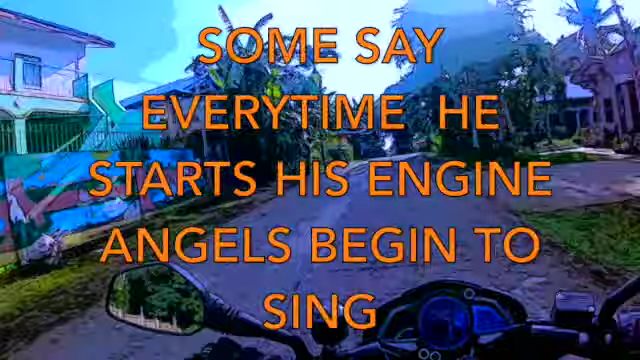 SOME SAY
EVERYTIME HE
STARTS HIS ENGINE
ANGELS BEGIN TO
SING